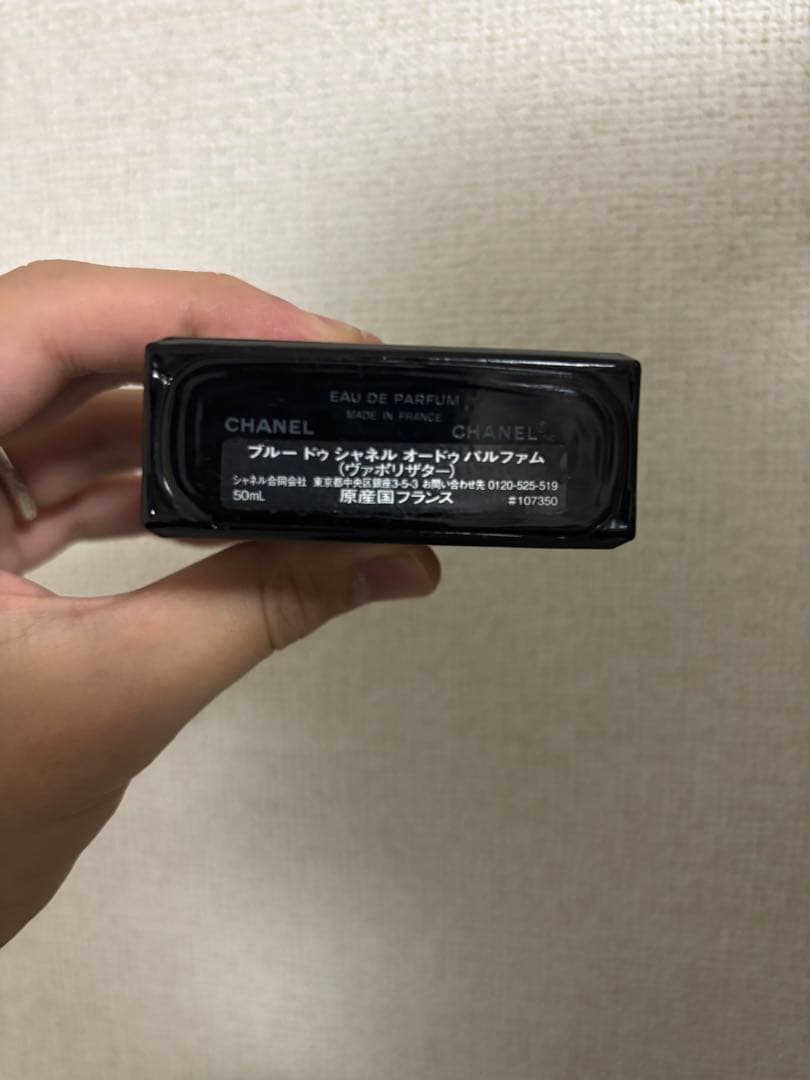 EAU DE PARFUM
MADE IN FRANCE
CHANEL CHANEL
ブルー ドゥ シャネル オードゥ パルファム
(ヴァポリザター)
シャネル合同会社 東京都中央区銀座3-5-3 お問い合わせ先 0120-525-519
50mL 原産国フランス #107350